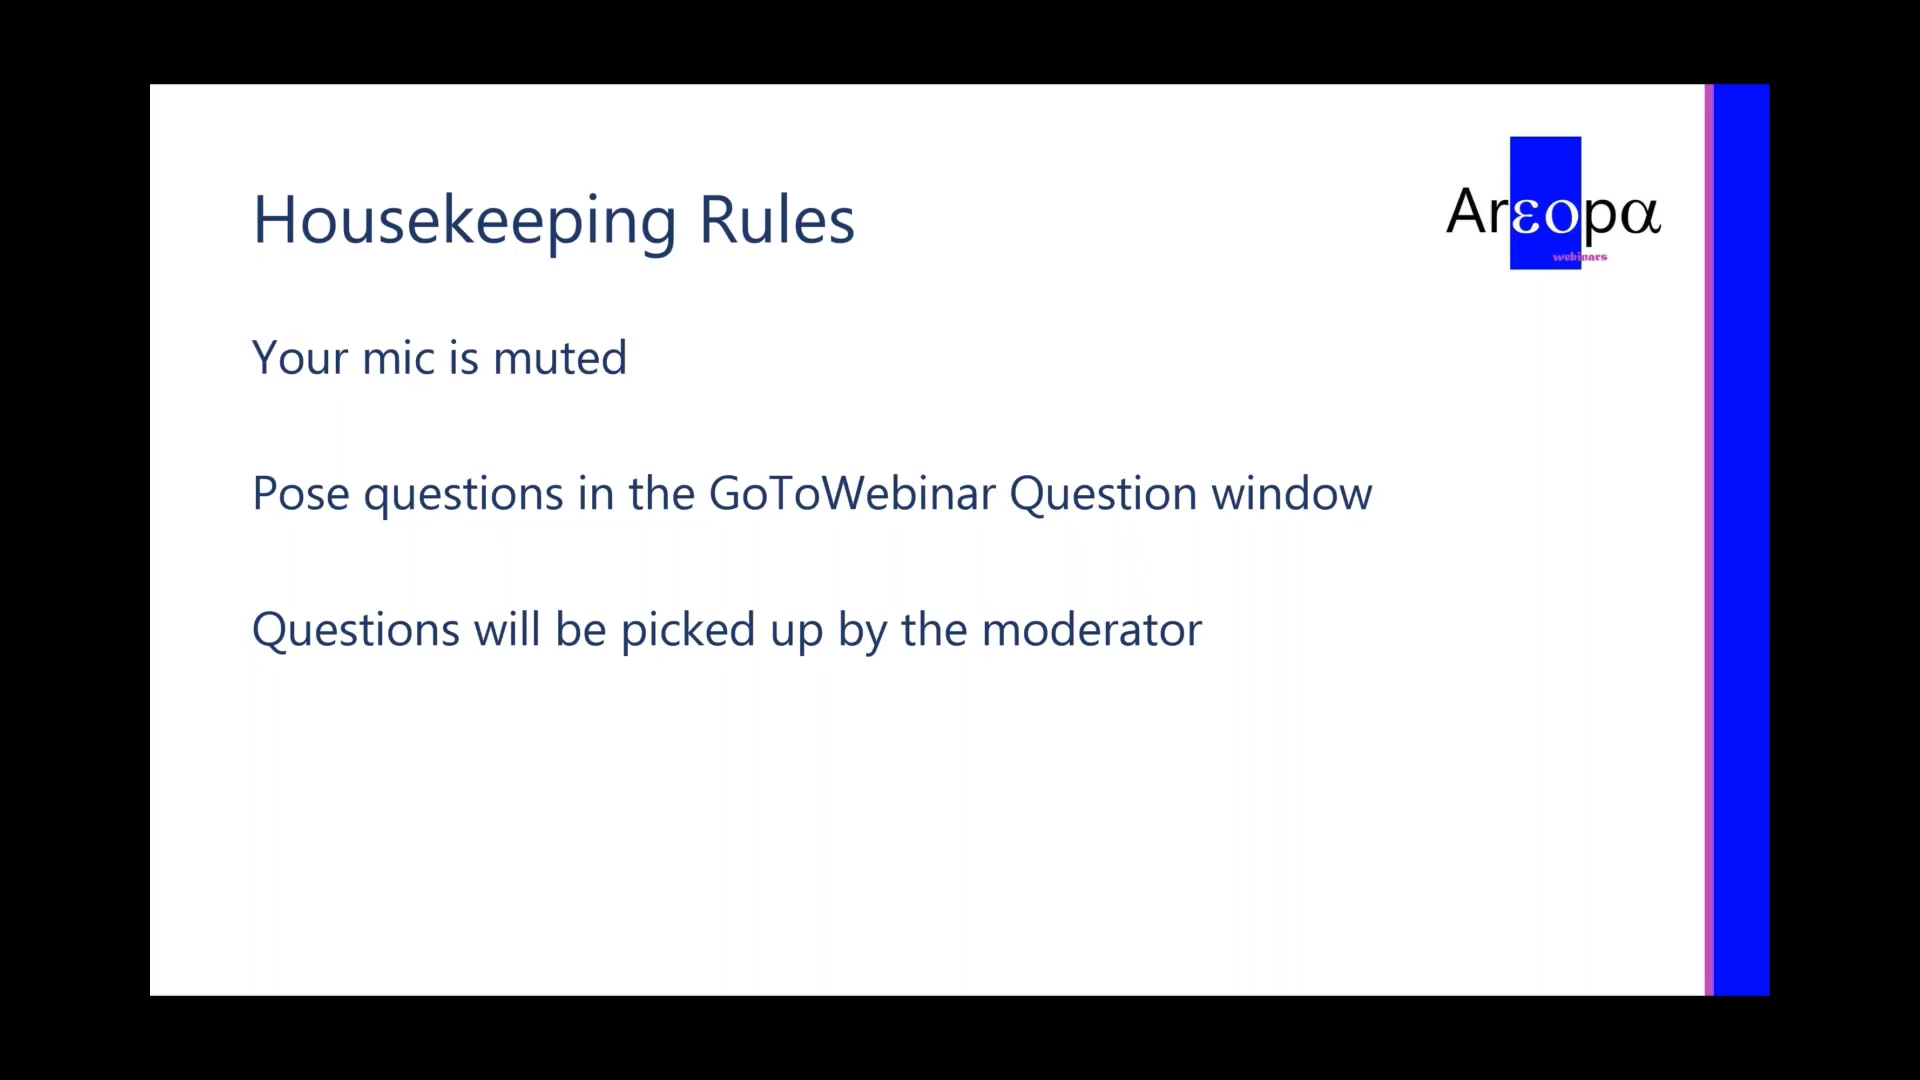 Housekeeping Rules
Arεopα
webinars
Your mic is muted
Pose questions in the GoToWebinar Question window
Questions will be picked up by the moderator